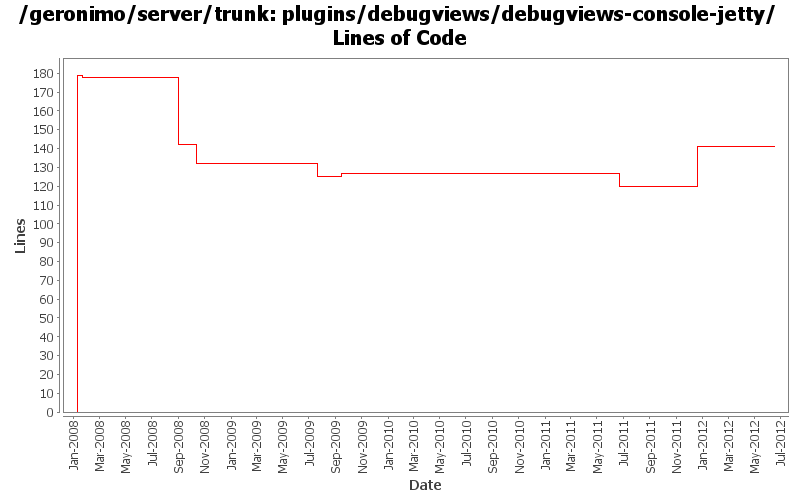 /geronimo/server/trunk: plugins/debugviews/debugviews-console-jetty/
Lines of Code
Lines
180
170
160
150
140
130
120
110
100
90
80
70
60
50
40
30
20
10
0
Jan-2008
Mar-2008
May-2008
Jul-2008
Sep-2008
Nov-2008
Jan-2009
Mar-2009
May-2009
Jul-2009
Sep-2009
Nov-2009
Jan-2010
Mar-2010
May-2010
Jul-2010
Sep-2010
Nov-2010
Jan-2011
Mar-2011
May-2011
Jul-2011
Sep-2011
Nov-2011
Jan-2012
Mar-2012
May-2012
Jul-2012
Date